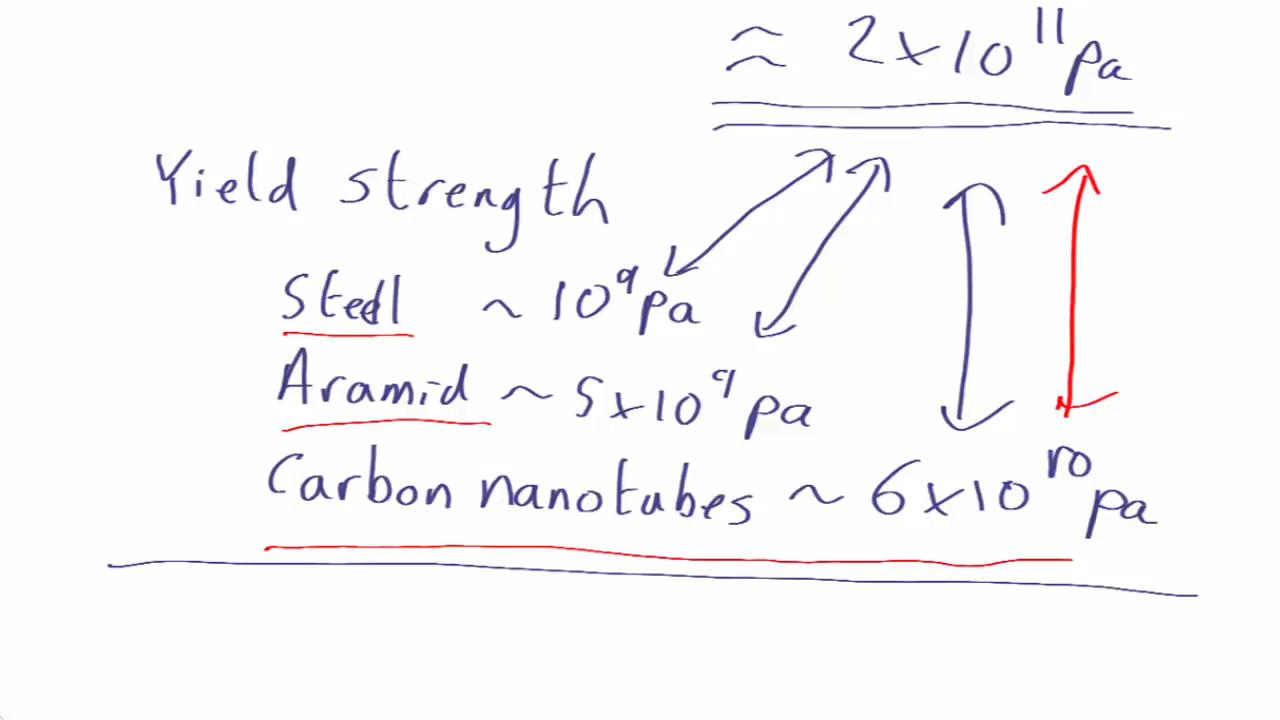 ≈ 2x10¹¹pa
Yield strength
Steel ~ 10⁹pa
Aramid ~ 5x10⁹pa
Carbon nanotubes ~ 6x10¹⁰pa